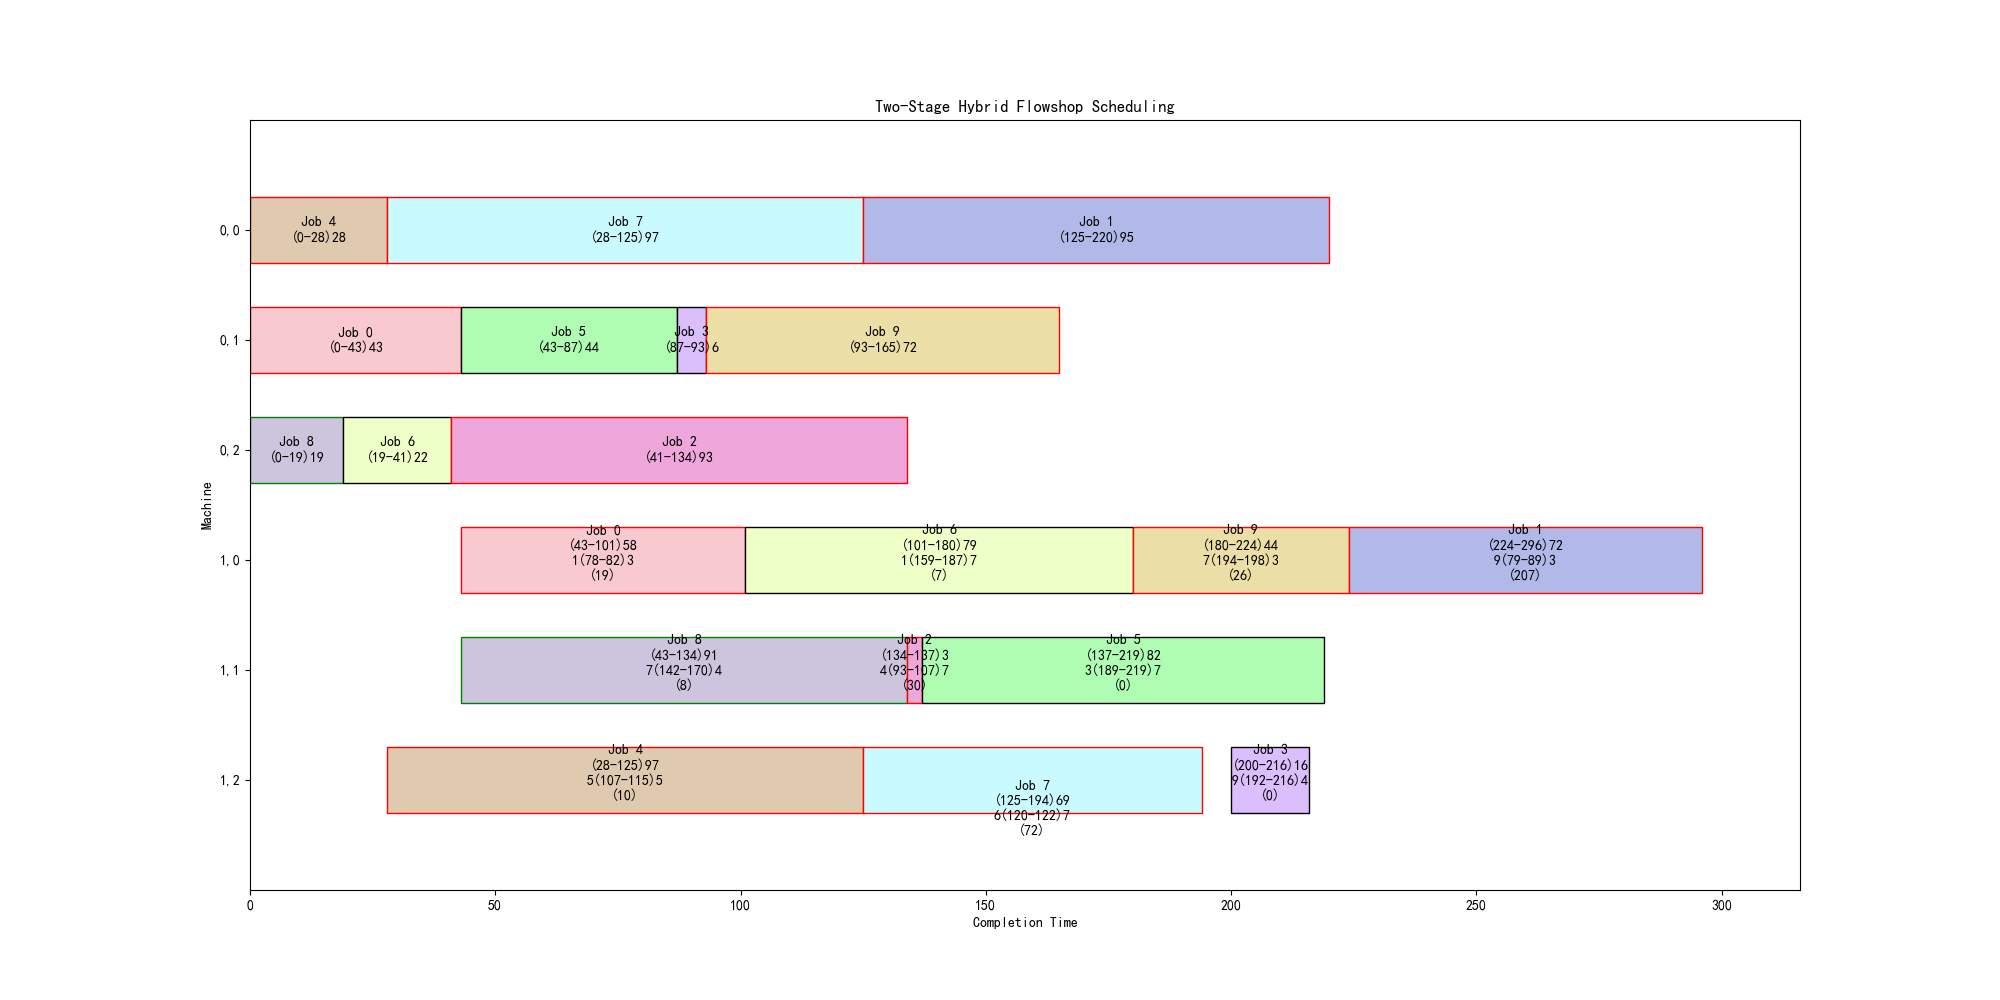 Two-Stage Hybrid Flowshop Scheduling
0,0
Job 4
(0-28)28
Job 7
(28-125)97
Job 1
(125-220)95
0,1
Job 0
(0-43)43
Job 5
(43-87)44
Job 3
(87-93)6
Job 9
(93-165)72
0,2
Job 8
(0-19)19
Job 6
(19-41)22
Job 2
(41-134)93
Machine
1,0
Job 0
(43-101)58
1(78-82)3
(19)
Job 6
(101-180)79
1(159-187)7
(7)
Job 9
(180-224)44
7(194-198)3
(26)
Job 1
(224-296)72
9(79-89)3
(207)
1,1
Job 8
(43-134)91
7(142-170)4
(8)
Job 2
(134-137)3
4(93-107)7
(30)
Job 5
(137-219)82
3(189-219)7
(0)
1,2
Job 4
(28-125)97
5(107-115)5
(10)
Job 7
(125-194)69
6(120-122)7
(72)
Job 3
(200-216)16
9(192-216)4
(0)
0 50 100 150 200 250 300
Completion Time